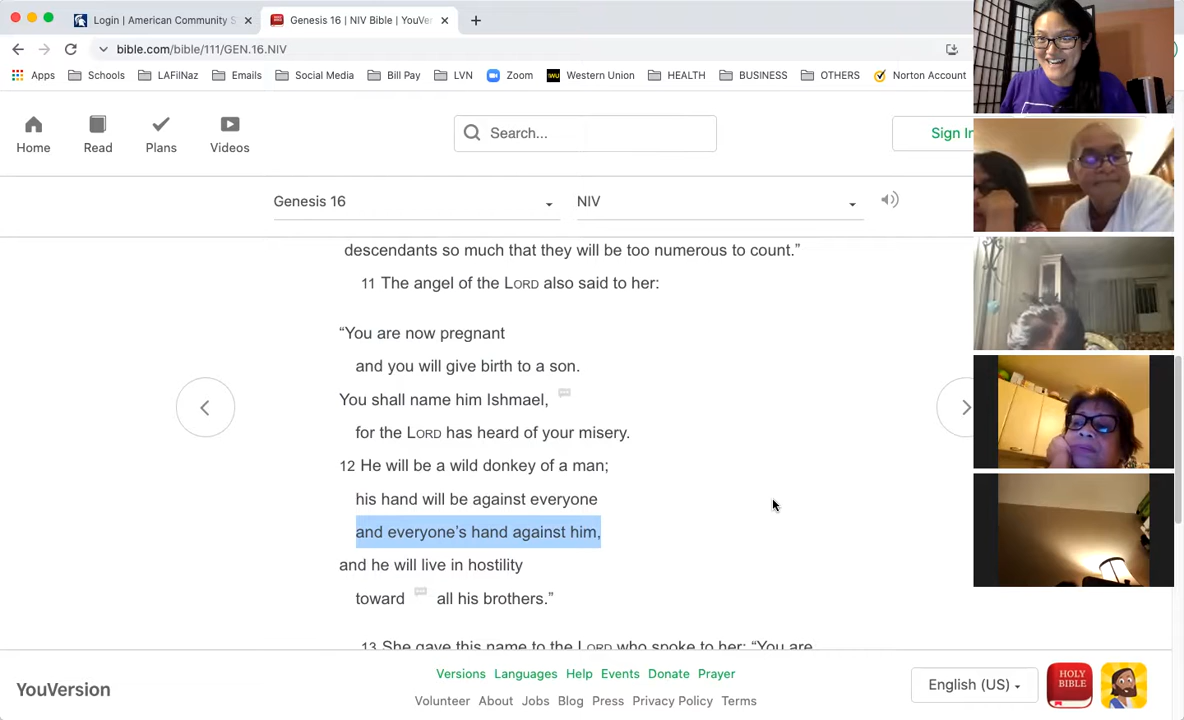 Login | American Community S
Genesis 16 | NIV Bible | YouVer
bible.com/bible/111/GEN.16.NIV
Apps Schools LAFilNaz Emails Social Media Bill Pay LVN Zoom WU Western Union HEALTH BUSINESS OTHERS Norton Account
Home Read Plans Videos
Search...
Sign In
Genesis 16 NIV
descendants so much that they will be too numerous to count.”
11 The angel of the LORD also said to her:
“You are now pregnant
and you will give birth to a son.
You shall name him Ishmael,
for the LORD has heard of your misery.
12 He will be a wild donkey of a man;
his hand will be against everyone
and everyone’s hand against him,
and he will live in hostility
toward all his brothers.”
13 She gave this name to the LORD who spoke to her: “You are
YouVersion
Versions Languages Help Events Donate Prayer
Volunteer About Jobs Blog Press Privacy Policy Terms
English (US)
HOLY
BIBLE